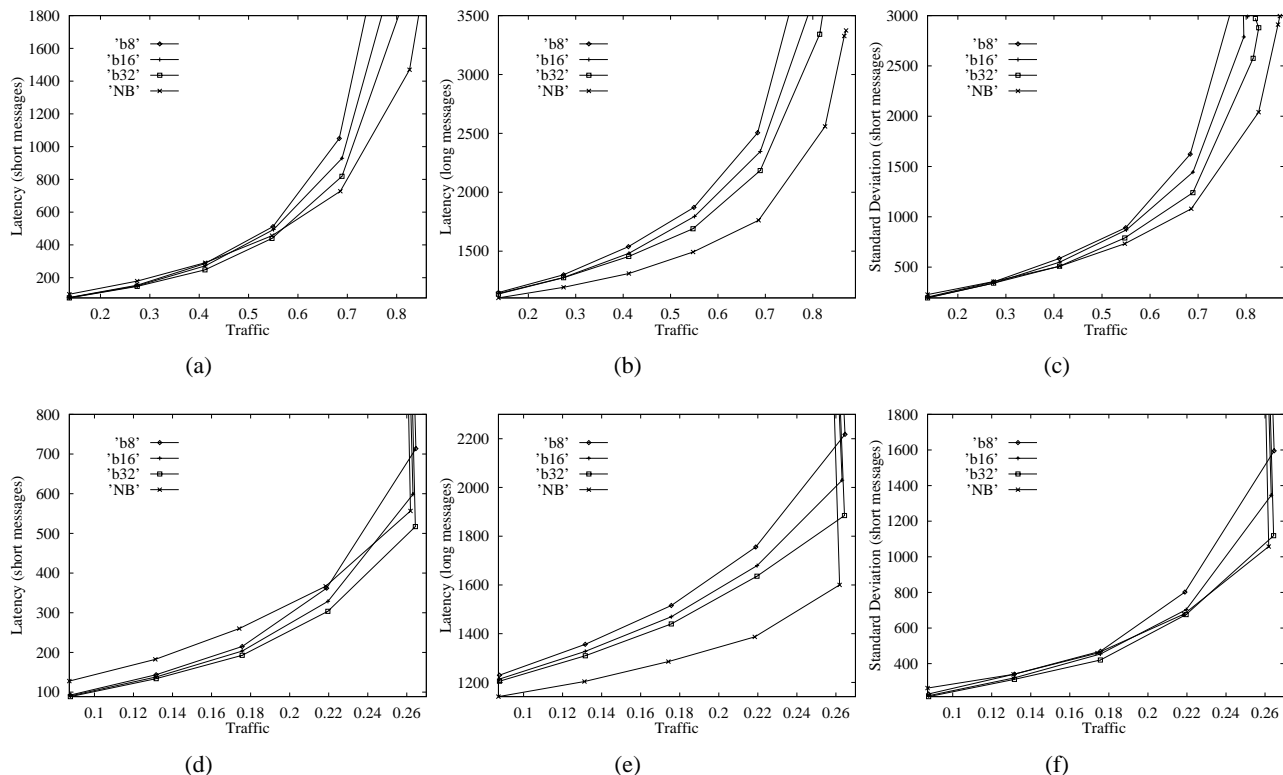 Latency (short messages)
1800
1600
1400
1200
1000
800
600
400
200
'b8'
'b16'
'b32'
'NB'
0.2 0.3 0.4 0.5 0.6 0.7 0.8
Traffic
(a)
Latency (long messages)
3500
3000
2500
2000
1500
'b8'
'b16'
'b32'
'NB'
0.2 0.3 0.4 0.5 0.6 0.7 0.8
Traffic
(b)
Standard Deviation (short messages)
3000
2500
2000
1500
1000
500
'b8'
'b16'
'b32'
'NB'
0.2 0.3 0.4 0.5 0.6 0.7 0.8
Traffic
(c)
Latency (short messages)
800
700
600
500
400
300
200
100
'b8'
'b16'
'b32'
'NB'
0.1 0.12 0.14 0.16 0.18 0.2 0.22 0.24 0.26
Traffic
(d)
Latency (long messages)
2200
2000
1800
1600
1400
1200
'b8'
'b16'
'b32'
'NB'
0.1 0.12 0.14 0.16 0.18 0.2 0.22 0.24 0.26
Traffic
(e)
Standard Deviation (short messages)
1800
1600
1400
1200
1000
800
600
400
'b8'
'b16'
'b32'
'NB'
0.1 0.12 0.14 0.16 0.18 0.2 0.22 0.24 0.26
Traffic
(f)